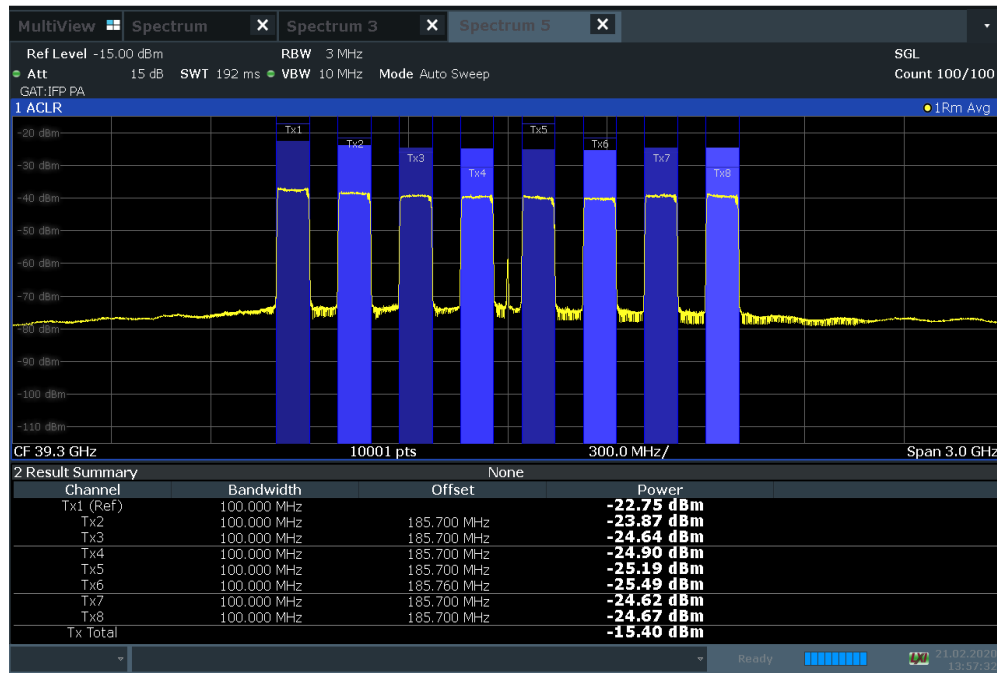 MultiView Spectrum X Spectrum 3 X Spectrum 5 X
Ref Level -15.00 dBm RBW 3 MHz SGL
Att 15 dB SWT 192 ms VBW 10 MHz Mode Auto Sweep Count 100/100
GAT:IFP PA
1 ACLR 1Rm Avg
-20 dBm
Tx1 Tx5
Tx2 Tx6
Tx3 Tx7
-30 dBm
Tx4 Tx8
-40 dBm
-50 dBm
-60 dBm
-70 dBm
-80 dBm
-90 dBm
-100 dBm
-110 dBm
CF 39.3 GHz 10001 pts 300.0 MHz/ Span 3.0 GHz
2 Result Summary None
Channel Bandwidth Offset Power
Tx1 (Ref) 100.000 MHz -22.75 dBm
Tx2 100.000 MHz 185.700 MHz -23.87 dBm
Tx3 100.000 MHz 185.700 MHz -24.64 dBm
Tx4 100.000 MHz 185.700 MHz -24.90 dBm
Tx5 100.000 MHz 185.700 MHz -25.19 dBm
Tx6 100.000 MHz 185.760 MHz -25.49 dBm
Tx7 100.000 MHz 185.700 MHz -24.62 dBm
Tx8 100.000 MHz 185.700 MHz -24.67 dBm
Tx Total -15.40 dBm
Ready LXI 21.02.2020
13:57:32